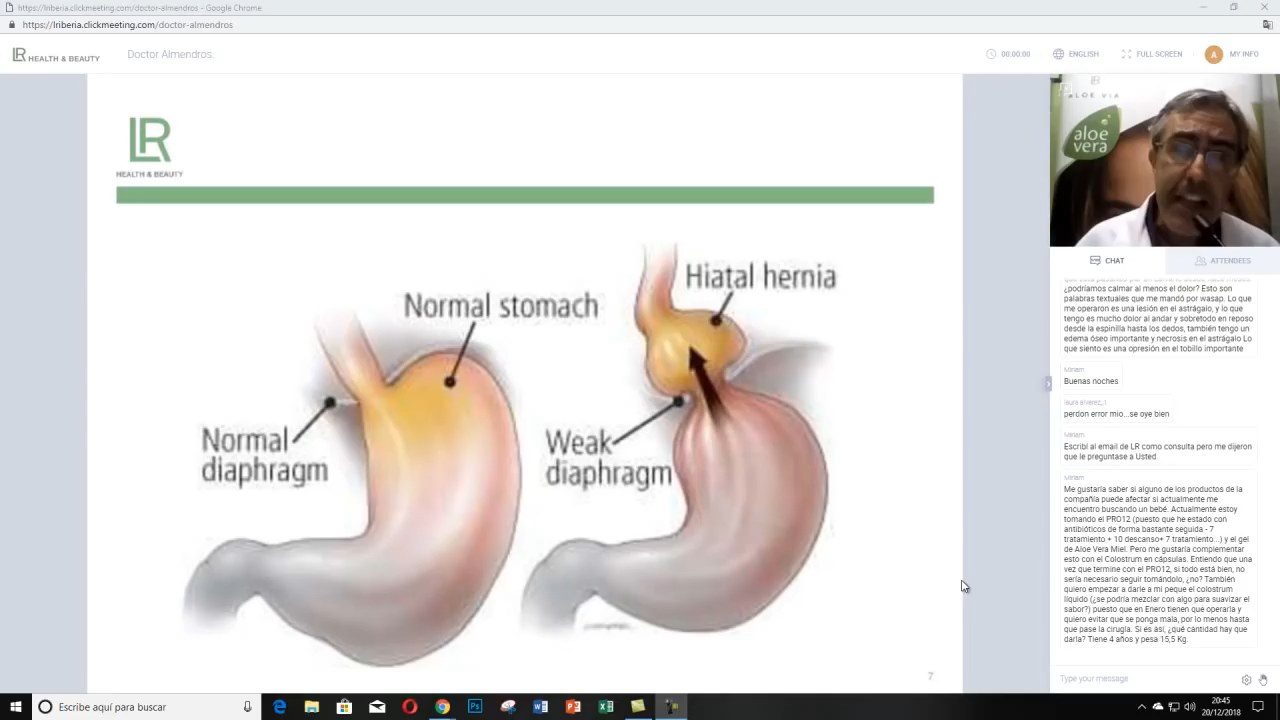 https://lriberia.clickmeeting.com/doctor-almendros - Google Chrome
https://lriberia.clickmeeting.com/doctor-almendros
LR HEALTH & BEAUTY
Doctor Almendros.
00:00:00
ENGLISH
FULL SCREEN
A
MY INFO
LR
HEALTH & BEAUTY
Normal stomach
Normal
diaphragm
Hiatal hernia
Weak
diaphragm
7
ALOE VIA
aloe
vera
CHAT
ATTENDEES
¿podríamos calmar al menos el dolor? Esto son
palabras textuales que me mandó por wasap. Lo que
me operaron es una lesión en el astrágalo, y lo que
tengo es mucho dolor al andar y sobretodo en reposo
desde la espinilla hasta los dedos, también tengo un
edema óseo importante y necrosis en el astrágalo Lo
que siento es una opresión en el tobillo importante
Miriam
Buenas noches
laura alvarez_1
perdon error mio...se oye bien
Miriam
Escribí al email de LR como consulta pero me dijeron
que le preguntase a Usted.
Miriam
Me gustaría saber si alguno de los productos de la
compañía puede afectar si actualmente me
encuentro buscando un bebé. Actualmente estoy
tomando el PRO12 (puesto que he estado con
antibióticos de forma bastante seguida - 7
tratamiento + 10 descanso+ 7 tratamiento...) y el gel
de Aloe Vera Miel. Pero me gustaría complementar
esto con el Colostrum en cápsulas. Entiendo que una
vez que termine con el PRO12, si todo está bien, no
sería necesario seguir tomándolo, ¿no? También
quiero empezar a darle a mi peque el colostrum
líquido (¿se podría mezclar con algo para suavizar el
sabor?) puesto que en Enero tienen que operarla y
quiero evitar que se ponga mala, por lo menos hasta
que pase la cirugía. Si es así, ¿qué cantidad hay que
darla? Tiene 4 años y pesa 15,5 Kg.
Type your message
Escribe aquí para buscar
20:45
20/12/2018